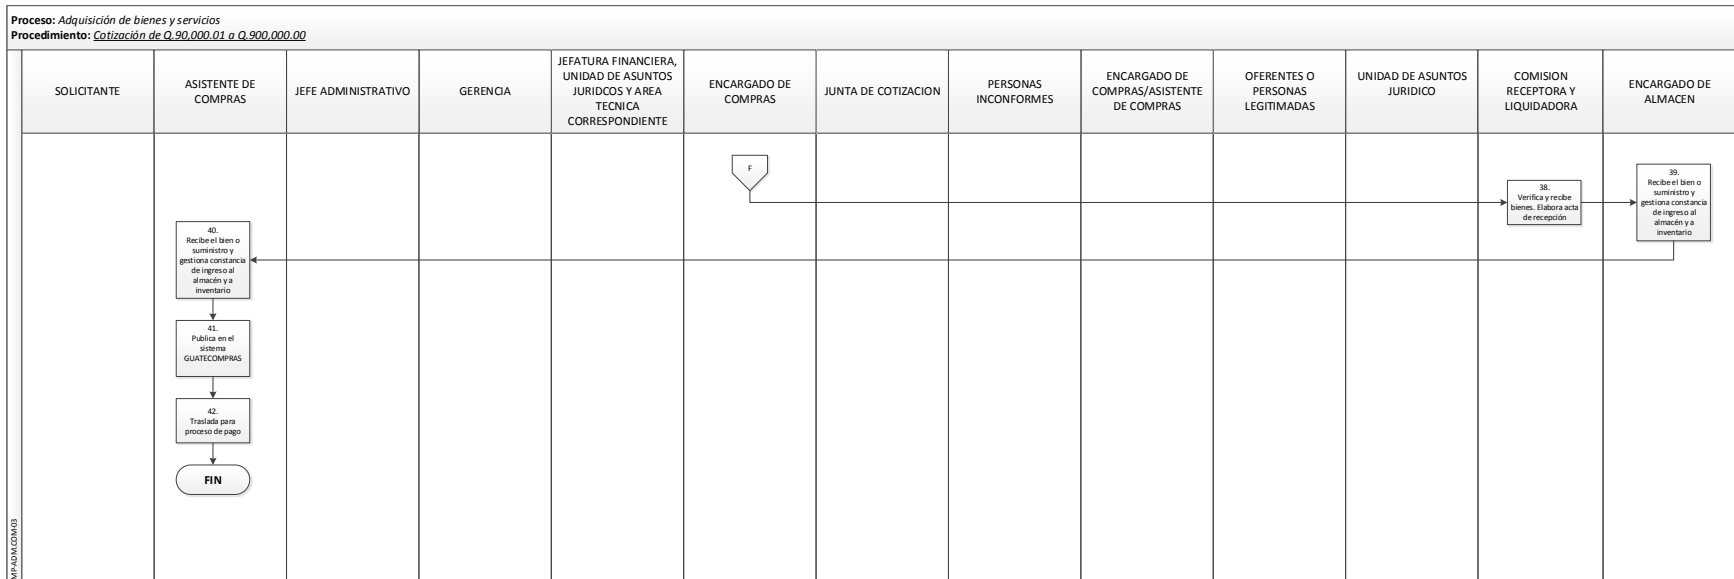 Proceso: Adquisición de bienes y servicios
Procedimiento: Cotización de Q.90,000.01 a Q.900,000.00
SOLICITANTE
ASISTENTE DE
COMPRAS
JEFE ADMINISTRATIVO
GERENCIA
JEFATURA FINANCIERA,
UNIDAD DE ASUNTOS
JURIDCOS Y AREA
TECNICA
CORRESPONDIENTE
ENCARGADO DE
COMPRAS
JUNTA DE COTIZACION
PERSONAS
INCONFORMES
ENCARGADO DE
COMPRAS/ASISTENTE
DE COMPRAS
OFERENTES O
PERSONAS
LEGITIMADAS
UNIDAD DE ASUNTOS
JURIDICO
COMISION
RECEPTORA Y
LIQUIDADORA
ENCARGADO DE
ALMACEN
F
38.
Verifica y recibe
bienes. Elabora acta
de recepción
39.
Recibe el bien o
suministro y
gestiona constancia
de ingreso al
almacén y a
inventario
40.
Recibe el bien o
suministro y
gestiona constancia
de ingreso al
almacén y a
inventario
41.
Publica en el
sistema
GUATECOMPRAS
42.
Traslada para
proceso de pago
FIN
MP-ADM.COM-03